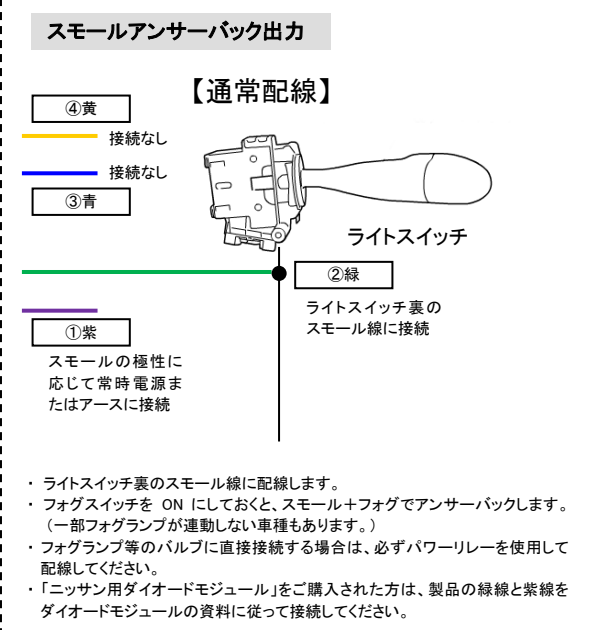 スモールアンサーバック出力
【通常配線】
④黄
接続なし
接続なし
③青
ライトスイッチ
②緑
ライトスイッチ裏の
スモール線に接続
①紫
スモールの極性に
応じて常時電源ま
たはアースに接続
・ ライトスイッチ裏のスモール線に配線します。
・ フォグスイッチを ON にしておくと、スモール＋フォグでアンサーバックします。
（一部フォグランプが連動しない車種もあります。）
・ フォグランプ等のバルブに直接接続する場合は、必ずパワーリレーを使用して
配線してください。
・ 「ニッサン用ダイオードモジュール」をご購入された方は、製品の緑線と紫線を
ダイオードモジュールの資料に従って接続してください。